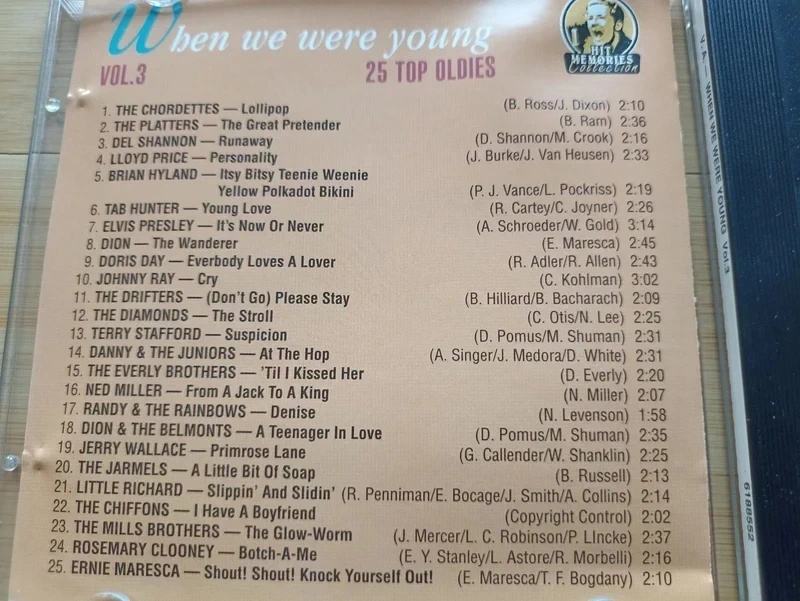 When we were young
HIT
MEMORIES
Collection
VOL.3
25 TOP OLDIES
1. THE CHORDETTES — Lollipop (B. Ross/J. Dixon) 2:10
2. THE PLATTERS — The Great Pretender (B. Ram) 2:36
3. DEL SHANNON — Runaway (D. Shannon/M. Crook) 2:16
4. LLOYD PRICE — Personality (J. Burke/J. Van Heusen) 2:33
5. BRIAN HYLAND — Itsy Bitsy Teenie Weenie
Yellow Polkadot Bikini (P. J. Vance/L. Pockriss) 2:19
6. TAB HUNTER — Young Love (R. Cartey/C. Joyner) 2:26
7. ELVIS PRESLEY — It's Now Or Never (A. Schroeder/W. Gold) 3:14
8. DION — The Wanderer (E. Maresca) 2:45
9. DORIS DAY — Everbody Loves A Lover (R. Adler/R. Allen) 2:43
10. JOHNNY RAY — Cry (C. Kohlman) 3:02
11. THE DRIFTERS — (Don't Go) Please Stay (B. Hilliard/B. Bacharach) 2:09
12. THE DIAMONDS — The Stroll (C. Otis/N. Lee) 2:25
13. TERRY STAFFORD — Suspicion (D. Pomus/M. Shuman) 2:31
14. DANNY & THE JUNIORS — At The Hop (A. Singer/J. Medora/D. White) 2:31
15. THE EVERLY BROTHERS — 'Til I Kissed Her (D. Everly) 2:20
16. NED MILLER — From A Jack To A King (N. Miller) 2:07
17. RANDY & THE RAINBOWS — Denise (N. Levenson) 1:58
18. DION & THE BELMONTS — A Teenager In Love (D. Pomus/M. Shuman) 2:35
19. JERRY WALLACE — Primrose Lane (G. Callender/W. Shanklin) 2:25
20. THE JARMELS — A Little Bit Of Soap (B. Russell) 2:13
21. LITTLE RICHARD — Slippin' And Slidin' (R. Penniman/E. Bocage/J. Smith/A. Collins) 2:14
22. THE CHIFFONS — I Have A Boyfriend (Copyright Control) 2:02
23. THE MILLS BROTHERS — The Glow-Worm (J. Mercer/L. C. Robinson/P. LIncke) 2:37
24. ROSEMARY CLOONEY — Botch-A-Me (E. Y. Stanley/L. Astore/R. Morbelli) 2:16
25. ERNIE MARESCA — Shout! Shout! Knock Yourself Out! (E. Maresca/T. F. Bogdany) 2:10
V.A. — WHEN WE WERE YOUNG Vol.3
6188552